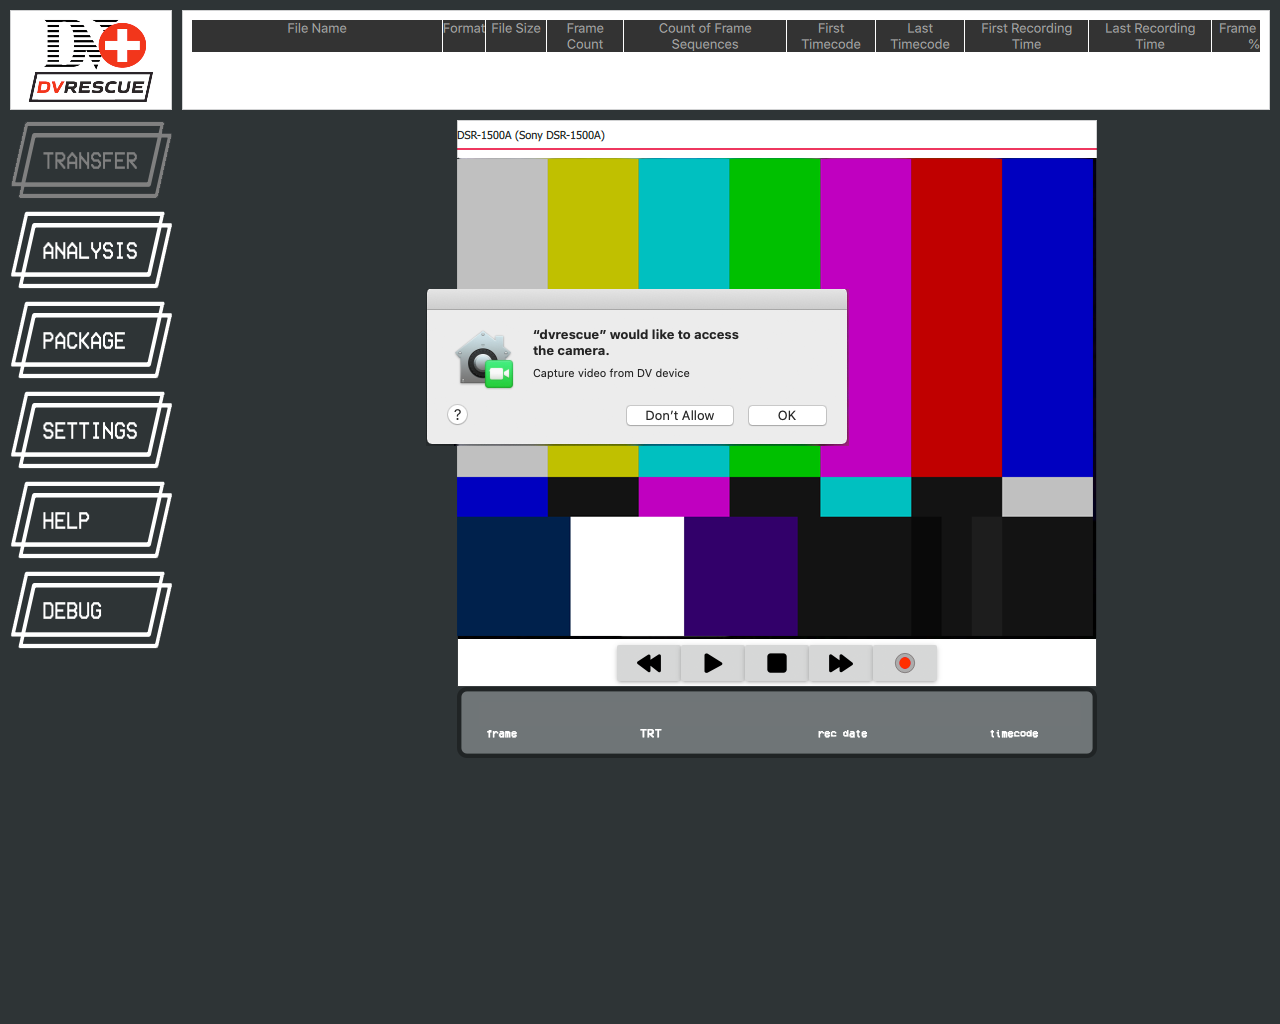 DV
DVRESCUE
File Name
Format
File Size
Frame
Count
Count of Frame
Sequences
First
Timecode
Last
Timecode
First Recording
Time
Last Recording
Time
Frame
%
TRANSFER
ANALYSIS
PACKAGE
SETTINGS
HELP
DEBUG
DSR-1500A (Sony DSR-1500A)
“dvrescue” would like to access
the camera.
Capture video from DV device
?
Don’t Allow
OK
frame
TRT
rec date
timecode